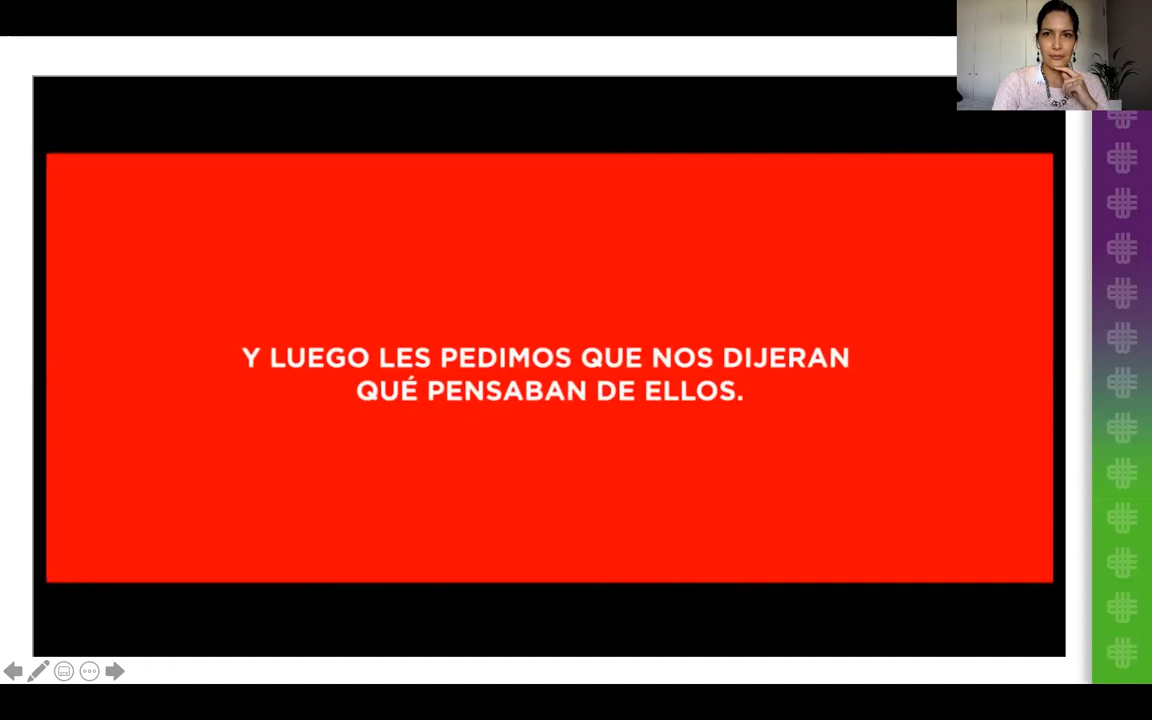 Y LUEGO LES PEDIMOS QUE NOS DIJERAN
QUÉ PENSABAN DE ELLOS.